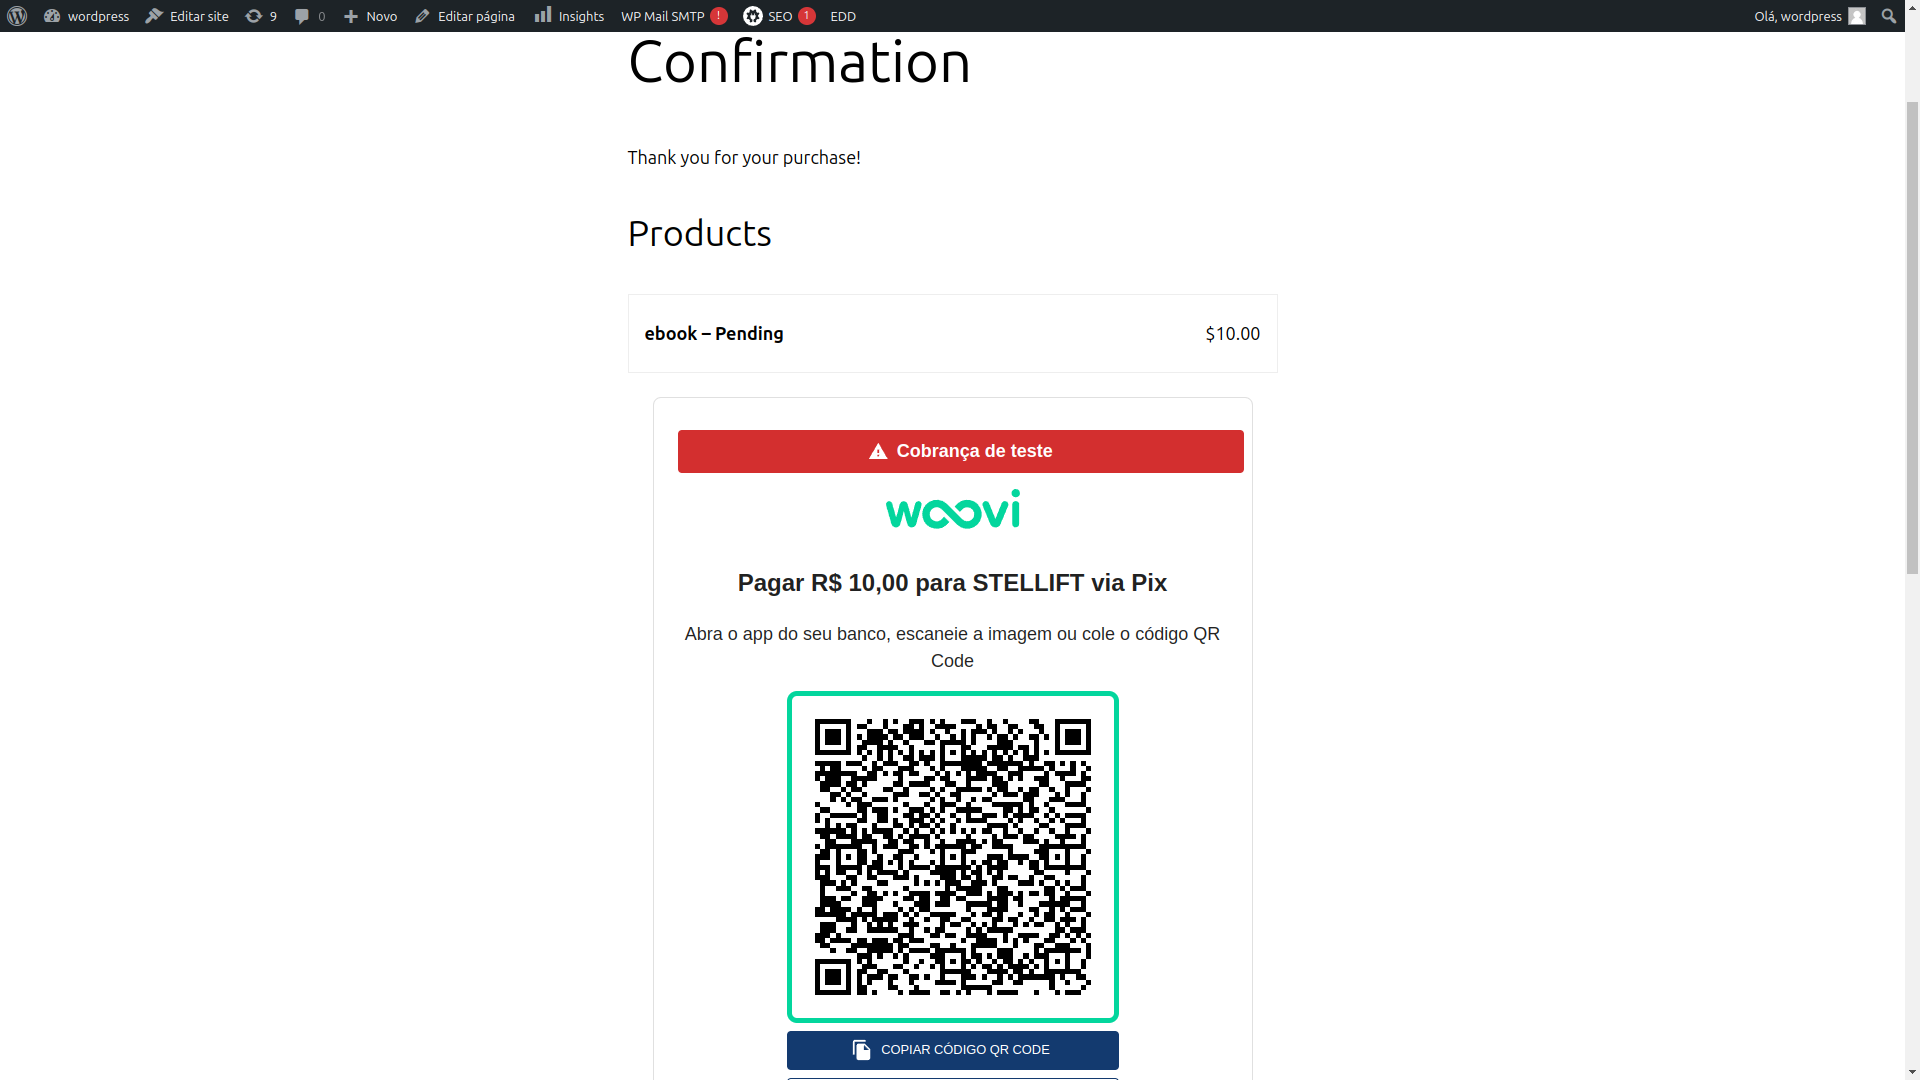 wordpress Editar site 9 0 Novo Editar página Insights WP Mail SMTP ! SEO 1 EDD Olá, wordpress
Confirmation
Thank you for your purchase!
Products
ebook – Pending $10.00
Cobrança de teste
woovi
Pagar R$ 10,00 para STELLIFT via Pix
Abra o app do seu banco, escaneie a imagem ou cole o código QR
Code
COPIAR CÓDIGO QR CODE